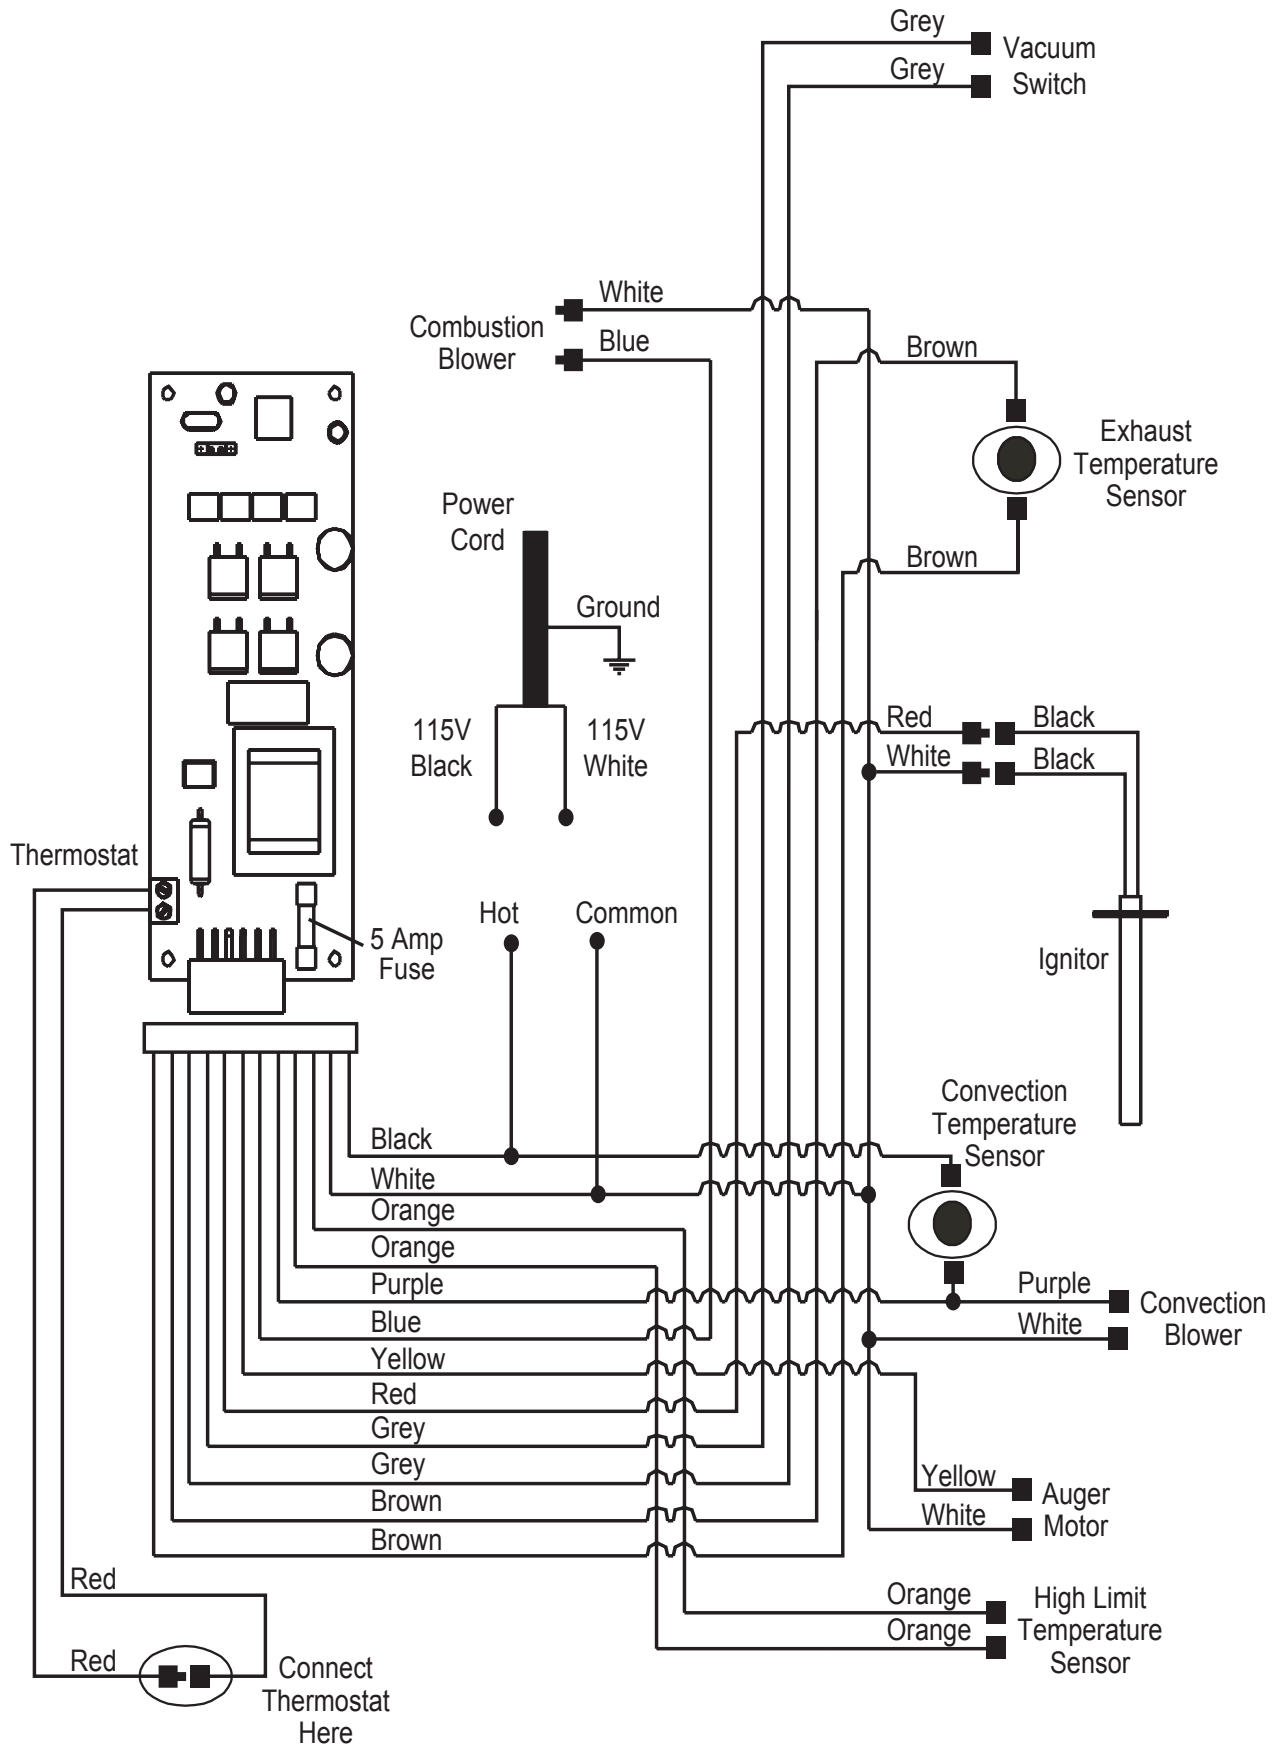 Grey
Vacuum
Grey
Switch
White
Combustion
Blower
Blue
Brown
Exhaust
Temperature
Sensor
Power
Cord
Brown
Ground
Red
Black
115V
Black
115V
White
White
Black
Thermostat
Hot
Common
5 Amp
Fuse
Ignitor
Convection
Temperature
Sensor
Black
White
Orange
Orange
Purple
Purple
Convection
Blower
Blue
White
Yellow
Red
Grey
Grey
Yellow
Auger
Motor
Brown
White
Brown
Red
Orange
High Limit
Temperature
Sensor
Orange
Red
Connect
Thermostat
Here